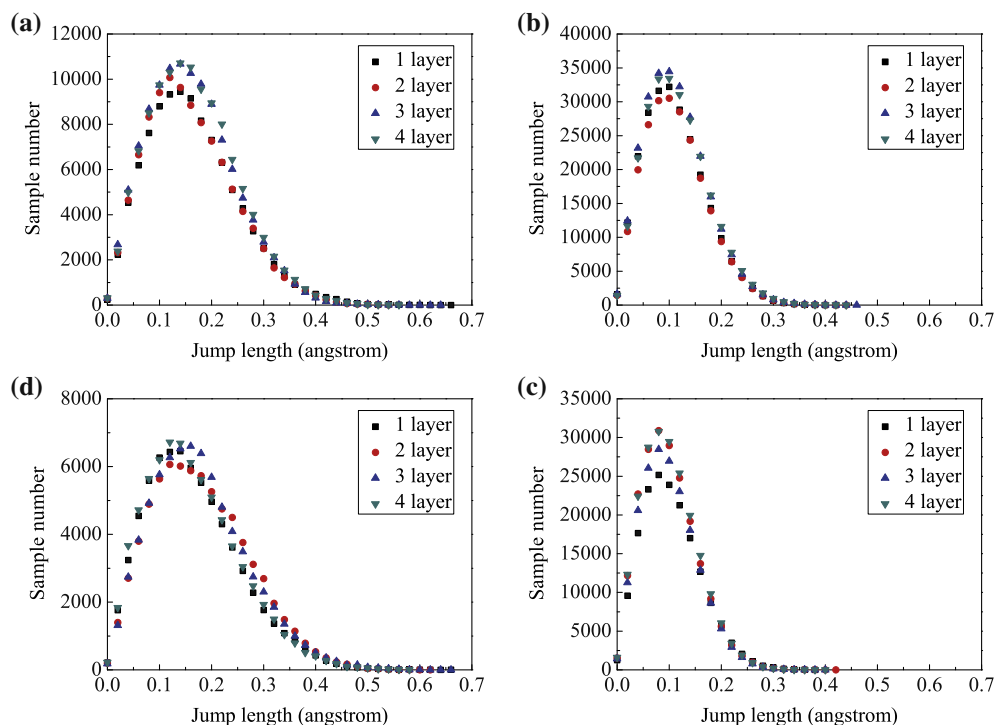 (a)
12000
10000
8000
6000
4000
2000
0
0.0 0.1 0.2 0.3 0.4 0.5 0.6 0.7
Sample number
Jump length (angstrom)
1 layer
2 layer
3 layer
4 layer
(b)
40000
35000
30000
25000
20000
15000
10000
5000
0
0.0 0.1 0.2 0.3 0.4 0.5 0.6 0.7
Sample number
Jump length (angstrom)
1 layer
2 layer
3 layer
4 layer
(d)
8000
6000
4000
2000
0
0.0 0.1 0.2 0.3 0.4 0.5 0.6 0.7
Sample number
Jump length (angstrom)
1 layer
2 layer
3 layer
4 layer
(c)
35000
30000
25000
20000
15000
10000
5000
0
0.0 0.1 0.2 0.3 0.4 0.5 0.6 0.7
Sample number
Jump length (angstrom)
1 layer
2 layer
3 layer
4 layer